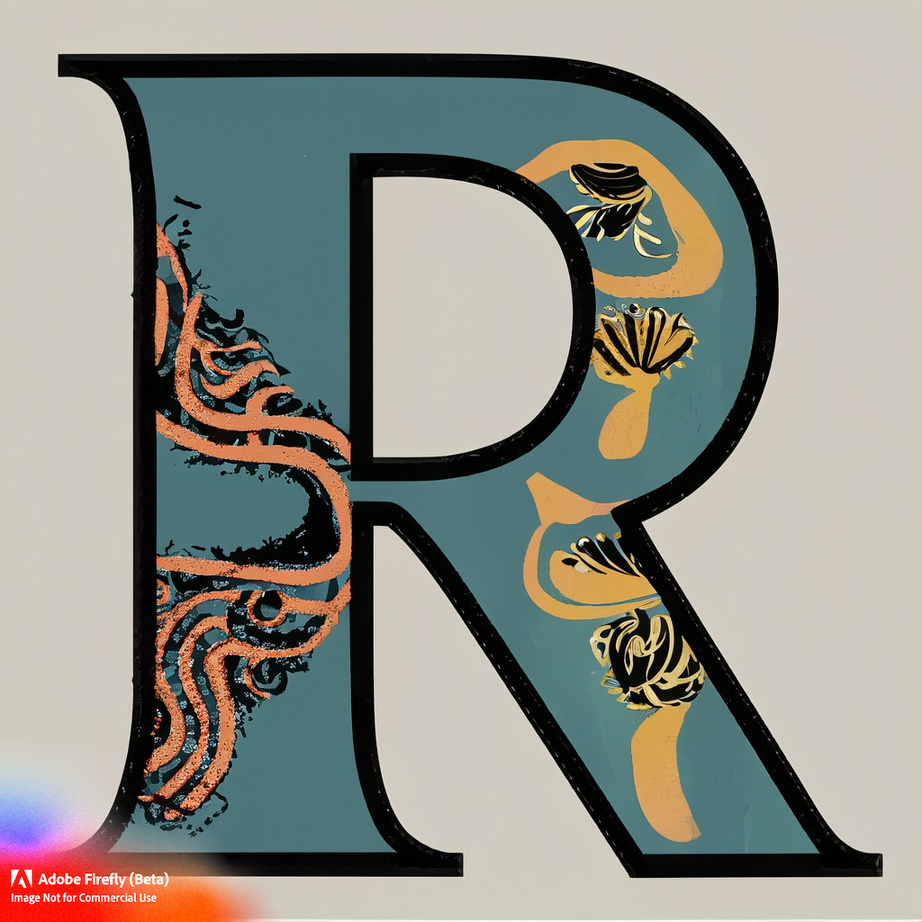 R
Adobe Firefly (Beta)
Image Not for Commercial Use